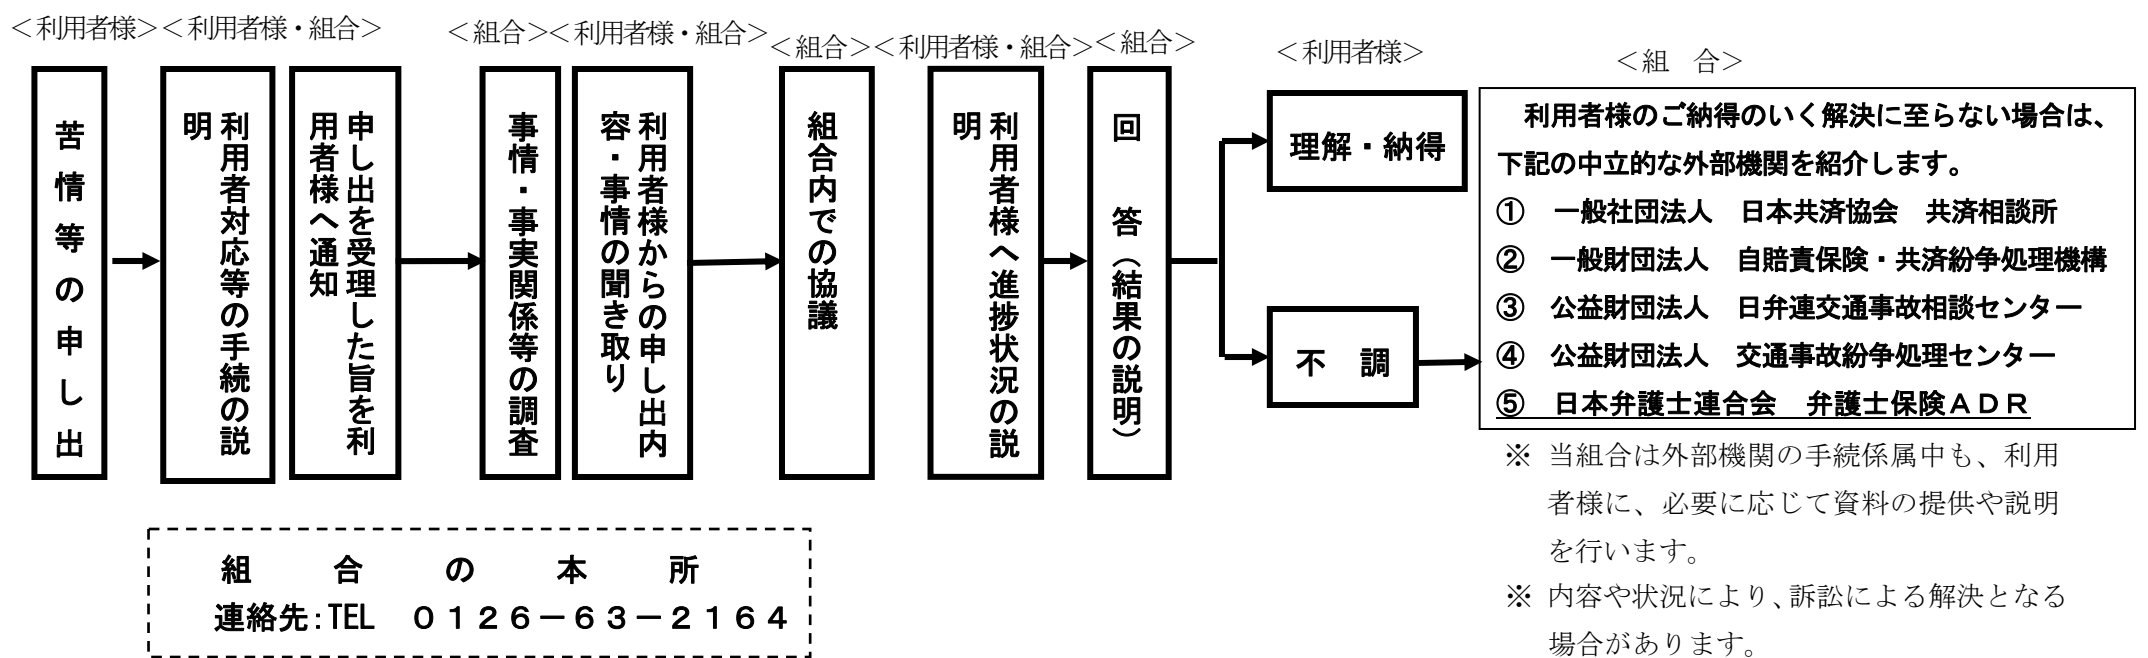 ＜利用者様＞
＜利用者様・組合＞
＜組合＞
＜利用者様・組合＞
＜組合＞
＜利用者様・組合＞
＜組合＞
＜利用者様＞
＜組　合＞
苦情等の申し出
利用者対応等の手続の説
明
申し出を受理した旨を利
用者様へ通知
事情・事実関係等の調査
利用者様からの申し出内
容・事情の聞き取り
組合内での協議
利用者様へ進捗状況の説
明
回　答（結果の説明）
理解・納得
不　調
利用者様のご納得のいく解決に至らない場合は、
下記の中立的な外部機関を紹介します。
①　一般社団法人　日本共済協会　共済相談所
②　一般財団法人　自賠責保険・共済紛争処理機構
③　公益財団法人　日弁連交通事故相談センター
④　公益財団法人　交通事故紛争処理センター
⑤　日本弁護士連合会　弁護士保険ＡＤＲ
※ 当組合は外部機関の手続係属中も、利用
者様に、必要に応じて資料の提供や説明
を行います。
※ 内容や状況により、訴訟による解決となる
場合があります。
組　合　の　本　所
連絡先：TEL　０１２６－６３－２１６４